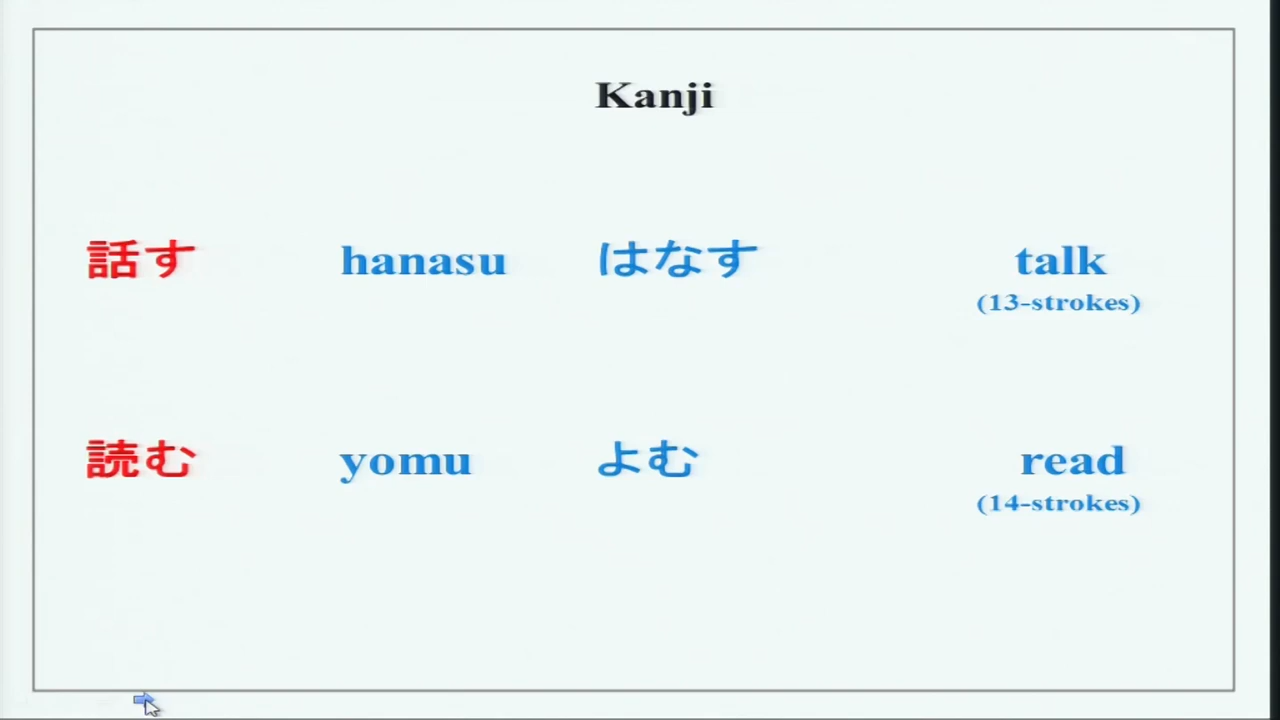 Kanji
話す hanasu はなす talk
(13-strokes)
読む yomu よむ read
(14-strokes)